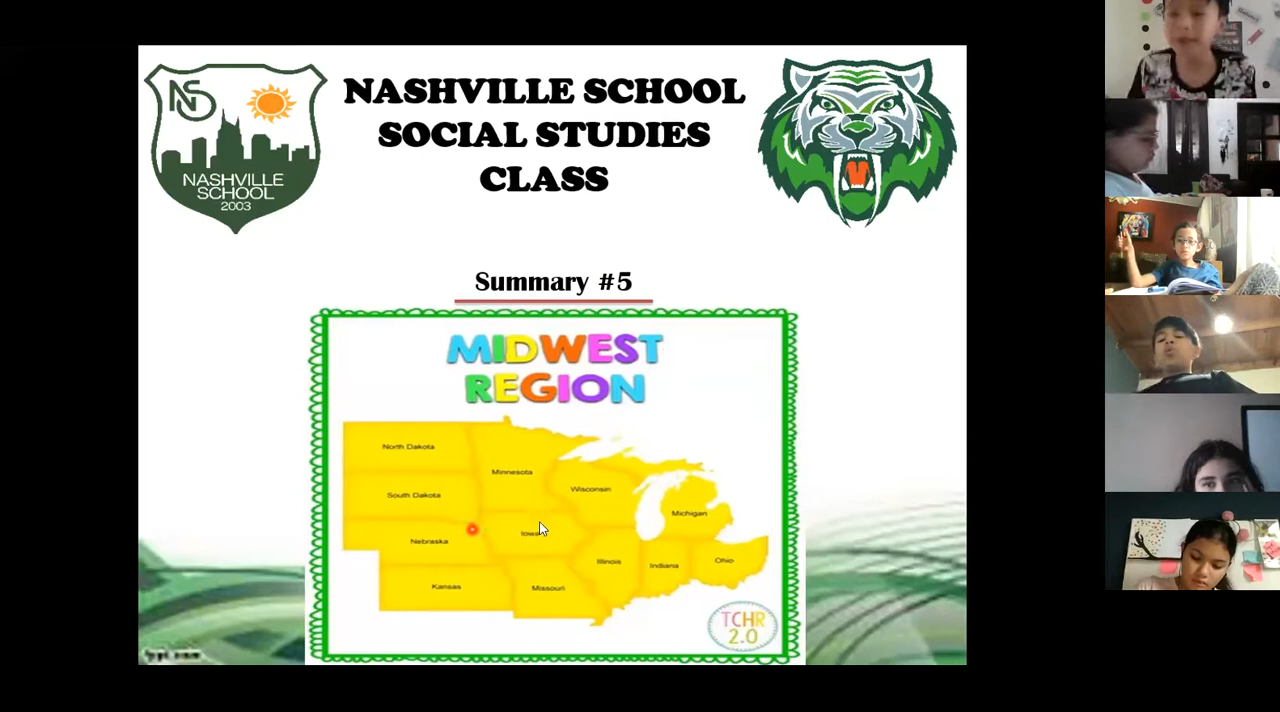 NS
NASHVILLE
SCHOOL
2003
NASHVILLE SCHOOL
SOCIAL STUDIES
CLASS
Summary #5
MIDWEST
REGION
North Dakota
Minnesota
South Dakota
Wisconsin
Michigan
Nebraska
Iowa
Illinois
Indiana
Ohio
Kansas
Missouri
TCHR
2.0